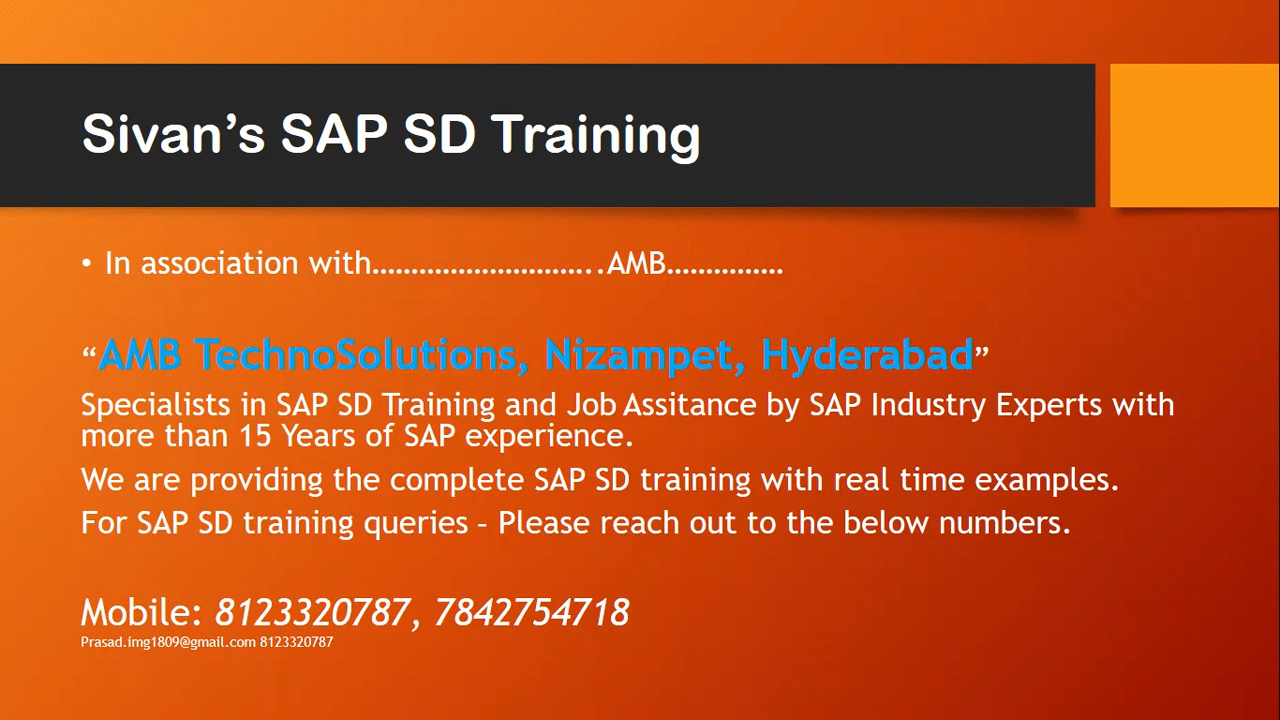 Sivan’s SAP SD Training
• In association with………………………..AMB……………
“AMB TechnoSolutions, Nizampet, Hyderabad”
Specialists in SAP SD Training and Job Assitance by SAP Industry Experts with
more than 15 Years of SAP experience.
We are providing the complete SAP SD training with real time examples.
For SAP SD training queries – Please reach out to the below numbers.
Mobile: 8123320787, 7842754718
Prasad.img1809@gmail.com 8123320787